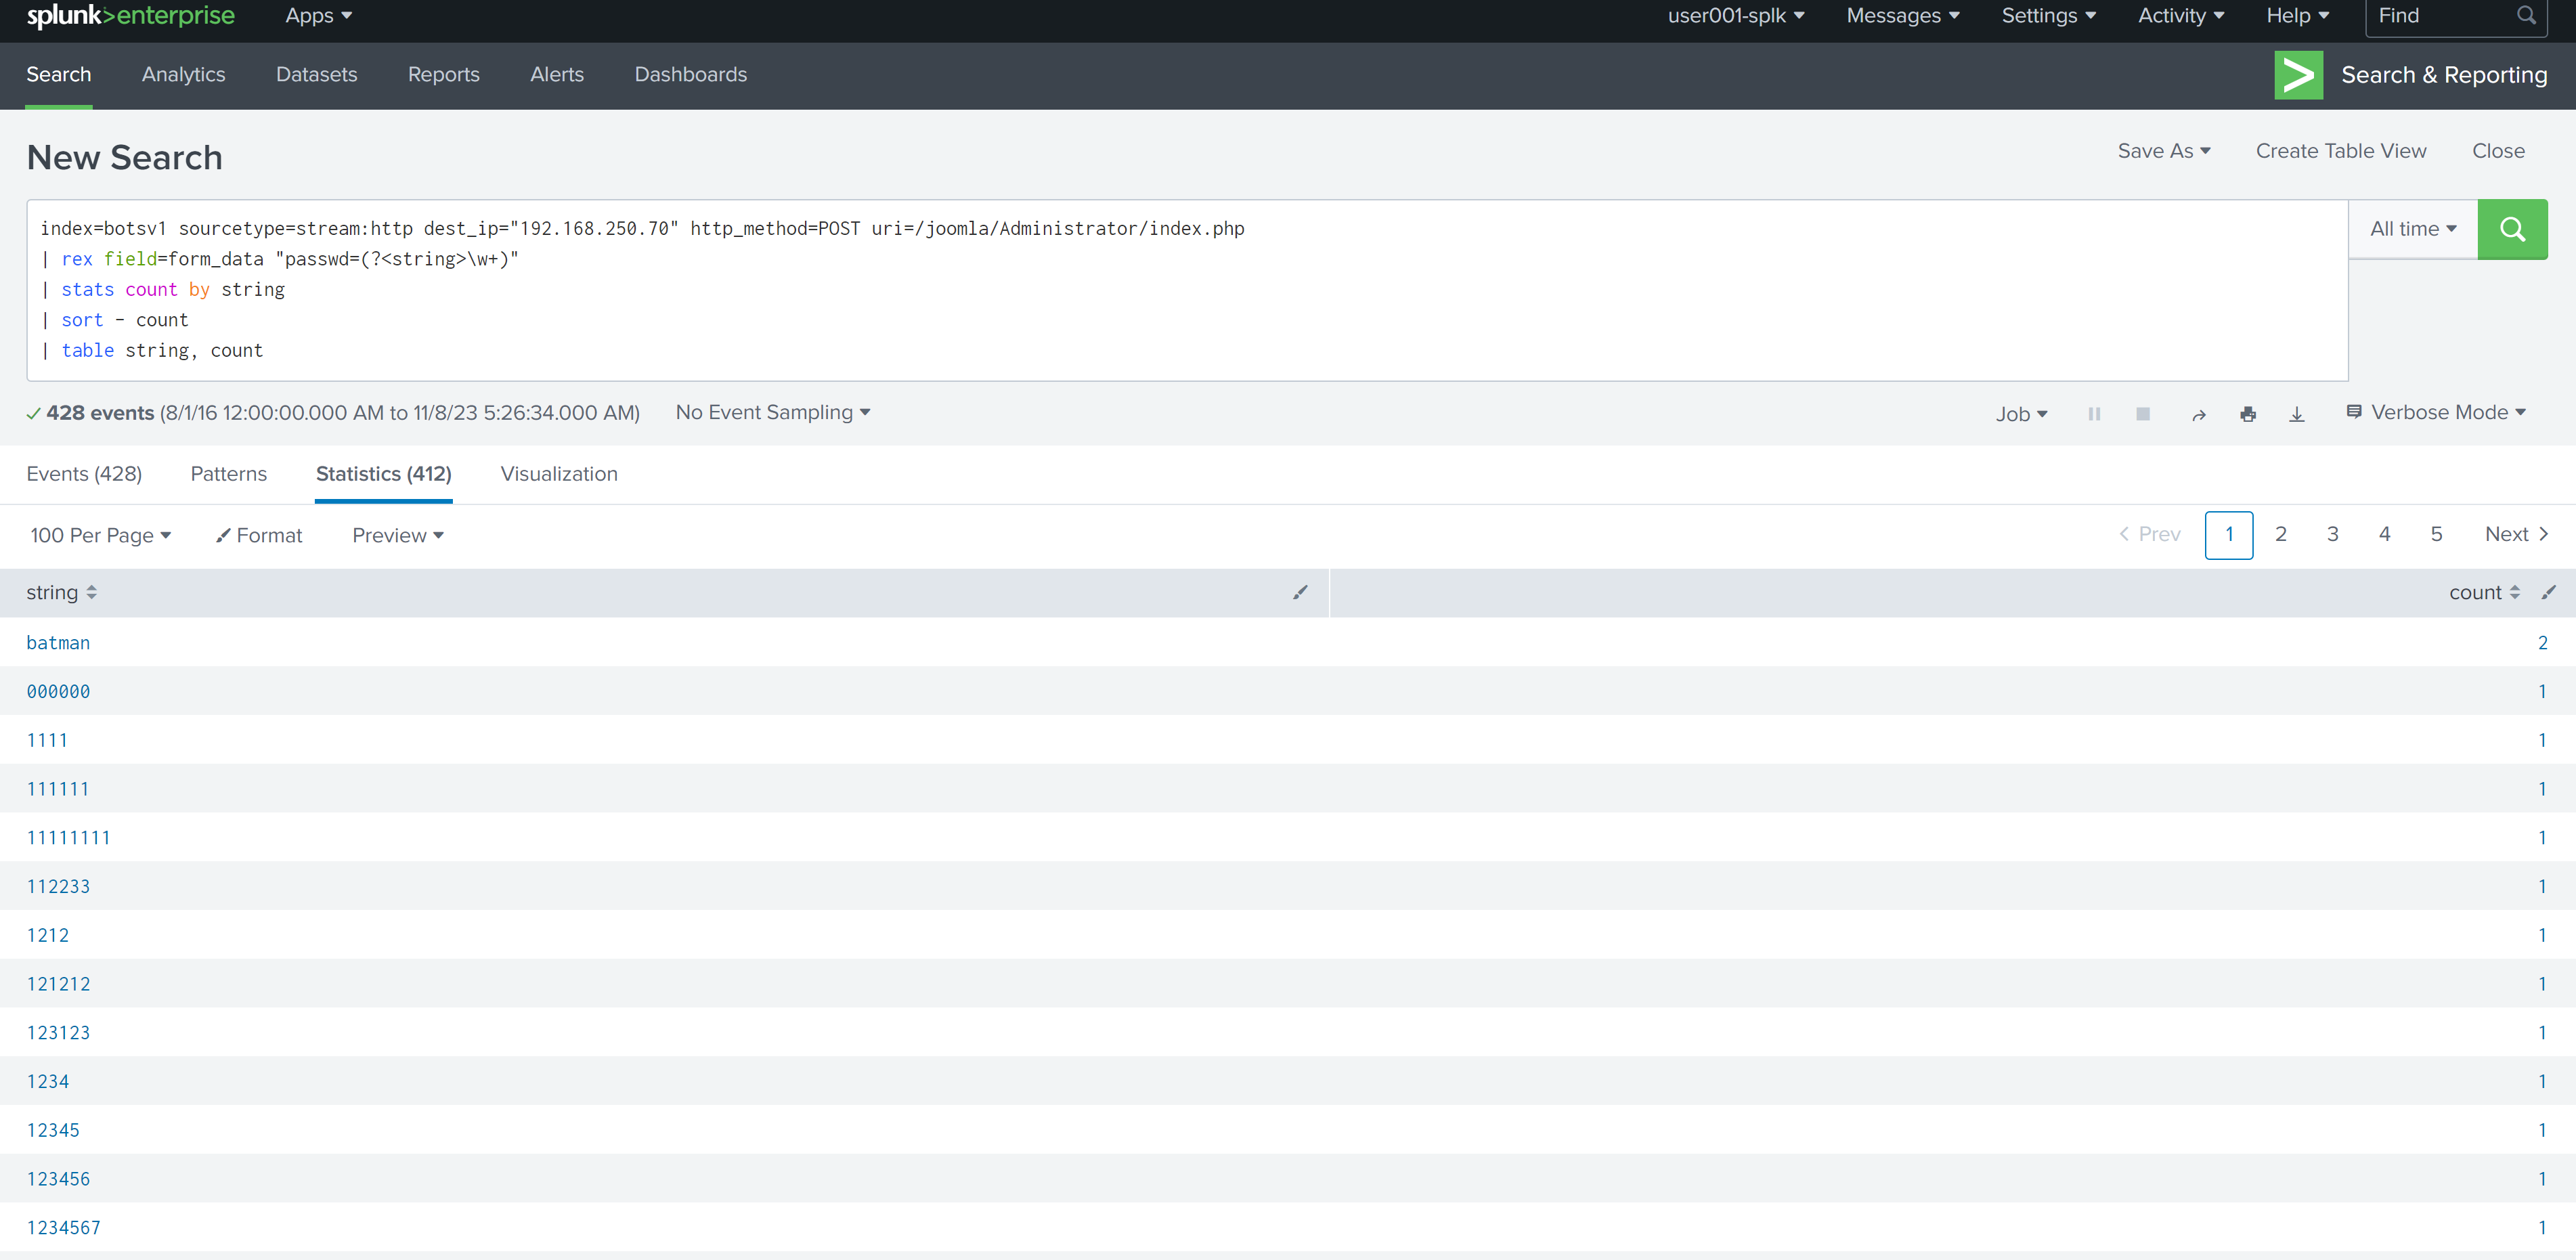 splunk>enterprise Apps user001-splk Messages Settings Activity Help Find
Search Analytics Datasets Reports Alerts Dashboards Search & Reporting
New Search
Save As Create Table View Close
index=botsv1 sourcetype=stream:http dest_ip="192.168.250.70" http_method=POST uri=/joomla/Administrator/index.php
| rex field=form_data "passwd=(?<string>\w+)"
| stats count by string
| sort - count
| table string, count
All time
428 events (8/1/16 12:00:00.000 AM to 11/8/23 5:26:34.000 AM) No Event Sampling Job Verbose Mode
Events (428) Patterns Statistics (412) Visualization
100 Per Page Format Preview < Prev 1 2 3 4 5 Next >
string count
batman 2
000000 1
1111 1
111111 1
11111111 1
112233 1
1212 1
121212 1
123123 1
1234 1
12345 1
123456 1
1234567 1